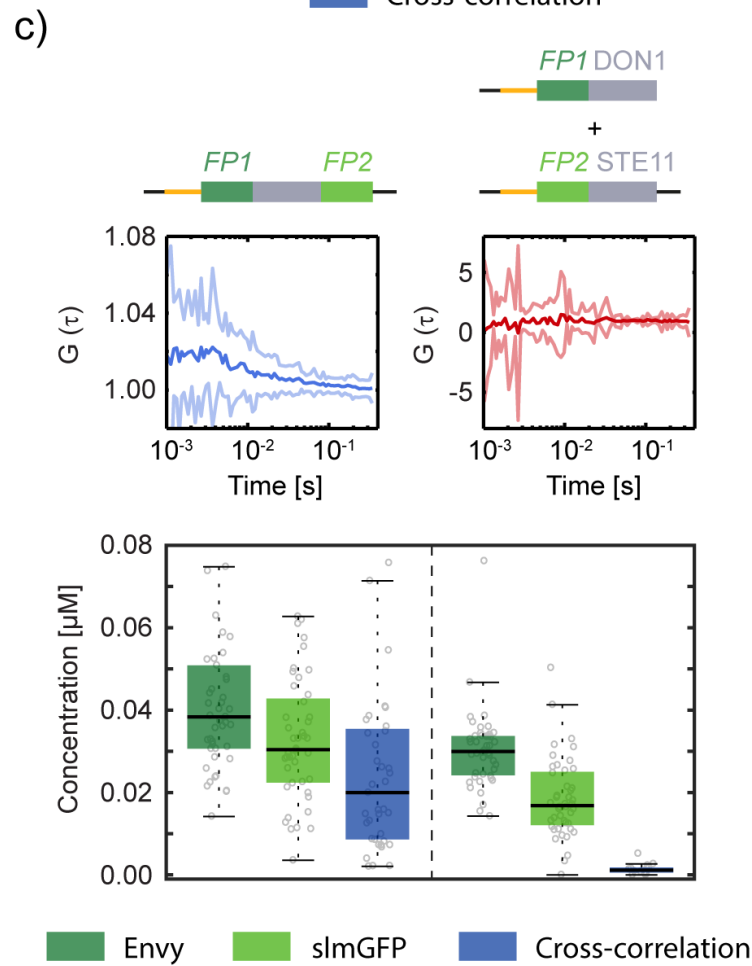 Cross-correlation
c)
FP1 DON1
+
FP1 FP2
FP2 STE11
1.08
1.04
1.00
G (τ)
10-3 10-2 10-1
Time [s]
5
0
-5
G (τ)
10-3 10-2 10-1
Time [s]
0.08
0.06
0.04
0.02
0.00
Concentration [µM]
Envy slmGFP Cross-correlation